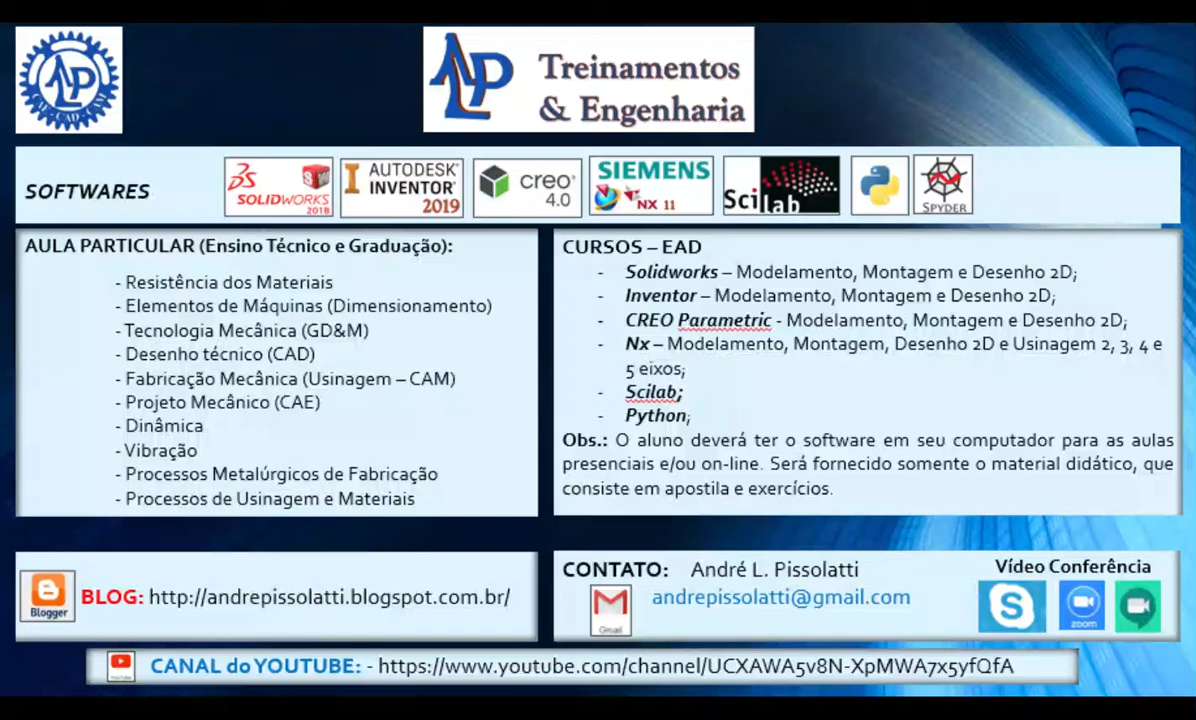 ALP
Treinamentos
& Engenharia
SOFTWARES
SOLIDWORKS
2018
AUTODESK
INVENTOR
2019
creo
4.0
SIEMENS
NX 11
Scilab
SPYDER
AULA PARTICULAR (Ensino Técnico e Graduação):
- Resistência dos Materiais
- Elementos de Máquinas (Dimensionamento)
- Tecnologia Mecânica (GD&M)
- Desenho técnico (CAD)
- Fabricação Mecânica (Usinagem – CAM)
- Projeto Mecânico (CAE)
- Dinâmica
- Vibração
- Processos Metalúrgicos de Fabricação
- Processos de Usinagem e Materiais
CURSOS – EAD
- Solidworks – Modelamento, Montagem e Desenho 2D;
- Inventor – Modelamento, Montagem e Desenho 2D;
- CREO Parametric - Modelamento, Montagem e Desenho 2D;
- Nx – Modelamento, Montagem, Desenho 2D e Usinagem 2, 3, 4 e
5 eixos;
- Scilab;
- Python;
Obs.: O aluno deverá ter o software em seu computador para as aulas
presenciais e/ou on-line. Será fornecido somente o material didático, que
consiste em apostila e exercícios.
Blogger
BLOG: http://andrepissolatti.blogspot.com.br/
CONTATO: André L. Pissolatti
Gmail
andrepissolatti@gmail.com
Vídeo Conferência
zoom
CANAL do YOUTUBE: - https://www.youtube.com/channel/UCXAWA5v8N-XpMWA7x5yfQfA